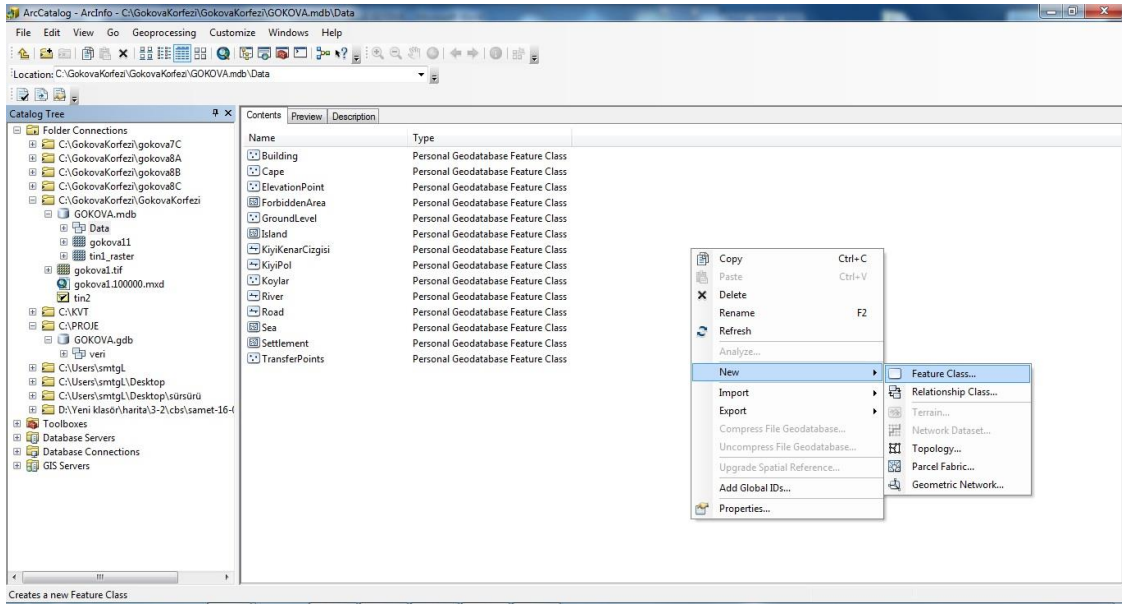 ArcCatalog - ArcInfo - C:\GokovaKorfezi\GokovaKorfezi\GOKOVA.mdb\Data
File Edit View Go Geoprocessing Customize Windows Help
Location: C:\GokovaKorfezi\GokovaKorfezi\GOKOVA.mdb\Data
Catalog Tree
Folder Connections
C:\GokovaKorfezi\gokova7C
C:\GokovaKorfezi\gokova8A
C:\GokovaKorfezi\gokova8B
C:\GokovaKorfezi\gokova8C
C:\GokovaKorfezi\GokovaKorfezi
GOKOVA.mdb
Data
gokova11
tin1_raster
gokova1.tif
gokova1.100000.mxd
tin2
C:\KVT
C:\PROJE
GOKOVA.gdb
veri
C:\Users\smtgL
C:\Users\smtgL\Desktop
C:\Users\smtgL\Desktop\sürsürü
D:\Yeni klasör\harita\3-2\cbs\samet-16-(
Toolboxes
Database Servers
Database Connections
GIS Servers
Contents Preview Description
Name Type
Building Personal Geodatabase Feature Class
Cape Personal Geodatabase Feature Class
ElevationPoint Personal Geodatabase Feature Class
ForbiddenArea Personal Geodatabase Feature Class
GroundLevel Personal Geodatabase Feature Class
Island Personal Geodatabase Feature Class
KiyiKenarCizgisi Personal Geodatabase Feature Class
KiyiPol Personal Geodatabase Feature Class
Koylar Personal Geodatabase Feature Class
River Personal Geodatabase Feature Class
Road Personal Geodatabase Feature Class
Sea Personal Geodatabase Feature Class
Settlement Personal Geodatabase Feature Class
TransferPoints Personal Geodatabase Feature Class
Copy Ctrl+C
Paste Ctrl+V
Delete
Rename F2
Refresh
Analyze...
New
Import
Export
Compress File Geodatabase...
Uncompress File Geodatabase...
Upgrade Spatial Reference...
Add Global IDs...
Properties...
Feature Class...
Relationship Class...
Terrain...
Network Dataset...
Topology...
Parcel Fabric...
Geometric Network...
Creates a new Feature Class